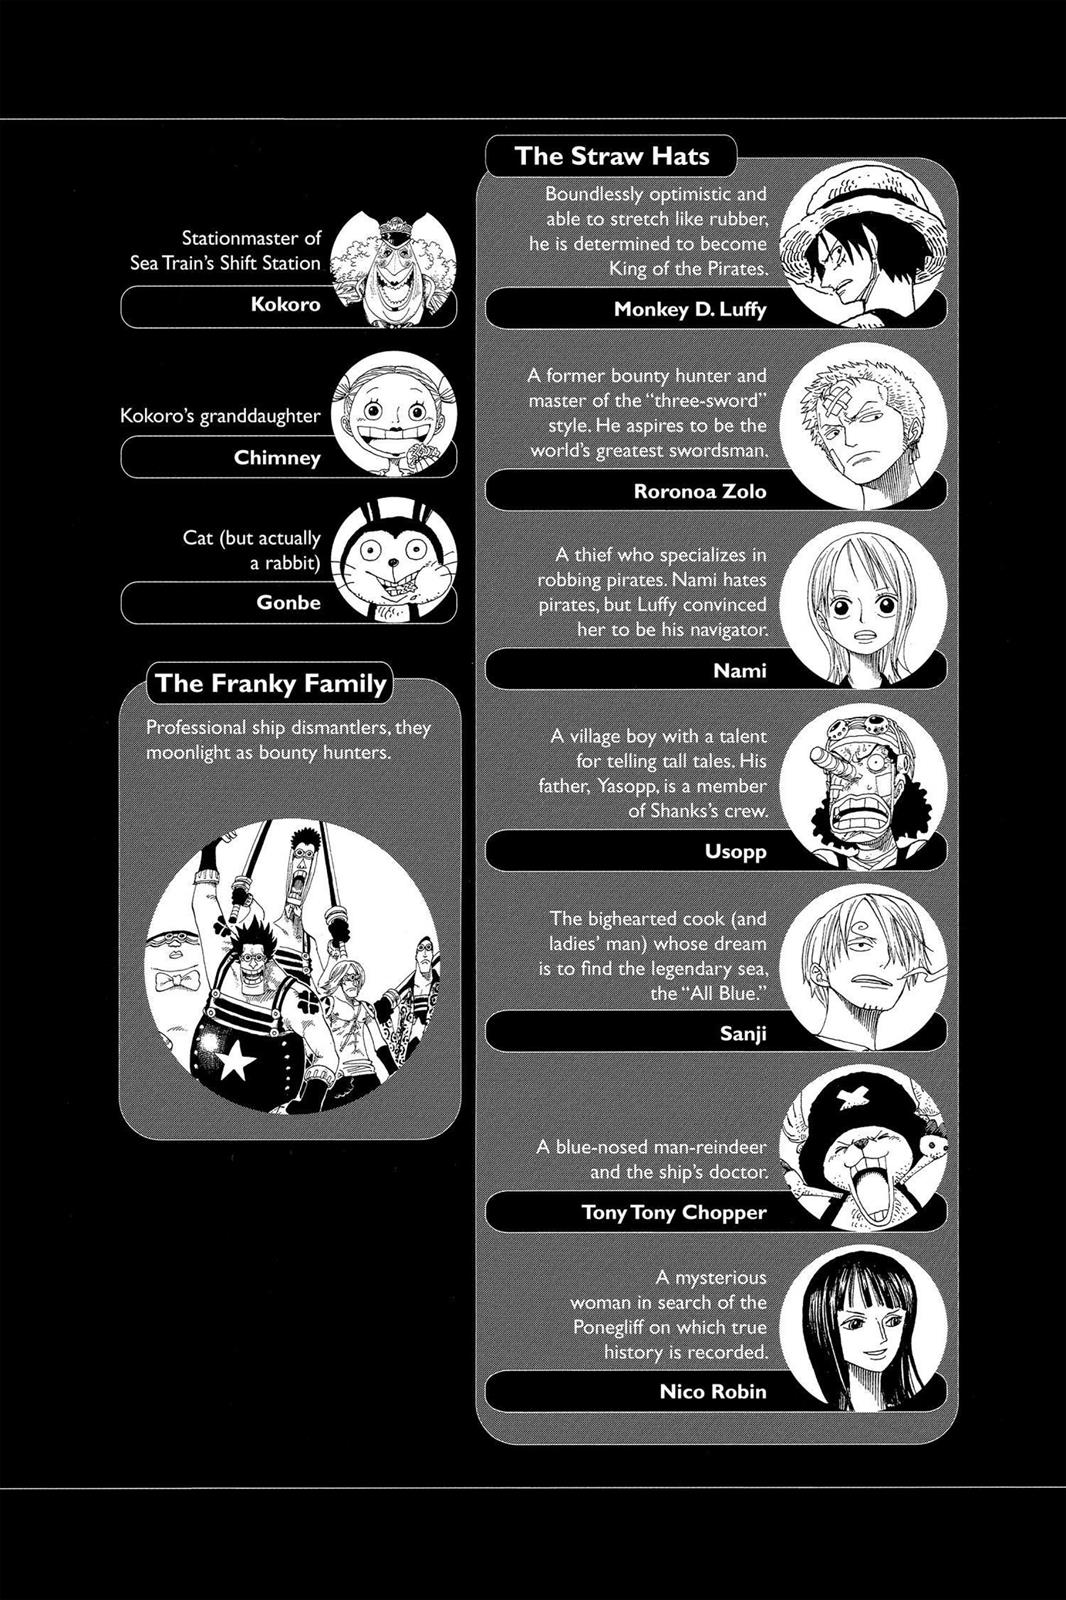 Stationmaster of
Sea Train's Shift Station
Kokoro
Kokoro's granddaughter
Chimney
Cat (but actually
a rabbit)
Gonbe
The Franky Family
Professional ship dismantlers, they
moonlight as bounty hunters.
The Straw Hats
Boundlessly optimistic and
able to stretch like rubber,
he is determined to become
King of the Pirates.
Monkey D. Luffy
A former bounty hunter and
master of the "three-sword"
style. He aspires to be the
world's greatest swordsman.
Roronoa Zolo
A thief who specializes in
robbing pirates. Nami hates
pirates, but Luffy convinced
her to be his navigator.
Nami
A village boy with a talent
for telling tall tales. His
father, Yasopp, is a member
of Shanks's crew.
Usopp
The bighearted cook (and
ladies' man) whose dream
is to find the legendary sea,
the "All Blue."
Sanji
A blue-nosed man-reindeer
and the ship's doctor.
Tony Tony Chopper
A mysterious
woman in search of the
Ponegliff on which true
history is recorded.
Nico Robin